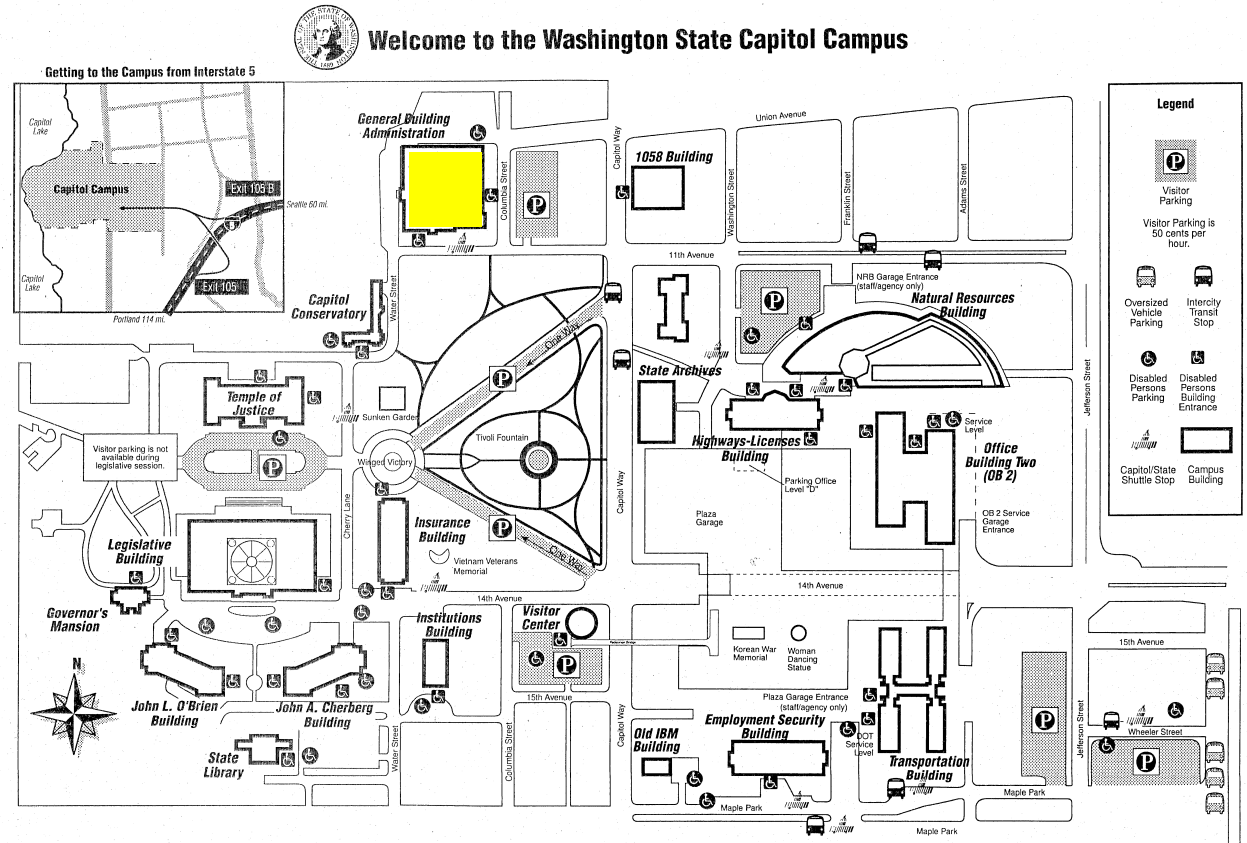 Welcome to the Washington State Capitol Campus
Getting to the Campus from Interstate 5
Capitol
Lake
Capitol Campus
Exit 105 B
Seattle 60 mi.
Capitol
Lake
Exit 105
Portland 114 mi.
General Building
Administration
Columbia Street
P
Capitol Way
1058 Building
Washington Street
Union Avenue
Franklin Street
Adams Street
11th Avenue
Legend
P
Visitor
Parking
Visitor Parking is
50 cents per
hour.
Oversized
Vehicle
Parking
Intercity
Transit
Stop
Disabled
Persons
Parking
Disabled
Persons
Building
Entrance
Capitol/State
Shuttle Stop
Campus
Building
Capitol
Conservatory
Water Street
One Way
P
P
NRB Garage Entrance
(staff/agency only)
Natural Resources
Building
State Archives
Jefferson Street
Temple of
Justice
Sunken Garden
Tivoli Fountain
Winged Victory
Visitor parking is not
available during
legislative session.
P
Highways-Licenses
Building
Parking Office
Level "D"
Service
Level
Office
Building Two
(OB 2)
OB 2 Service
Garage
Entrance
Plaza
Garage
Capitol Way
Cherry Lane
Insurance
Building
P
One Way
Vietnam Veterans
Memorial
Legislative
Building
Governor's
Mansion
14th Avenue
14th Avenue
Institutions
Building
Visitor
Center
P
15th Avenue
Korean War
Memorial
Woman
Dancing
Statue
15th Avenue
N
John L. O'Brien
Building
John A. Cherberg
Building
State
Library
Water Street
Columbia Street
Capitol Way
Plaza Garage Entrance
(staff/agency only)
Employment Security
Building
Old IBM
Building
DOT
Service
Level
Transportation
Building
P
Jefferson Street
Wheeler Street
P
Maple Park
Maple Park
Maple Park